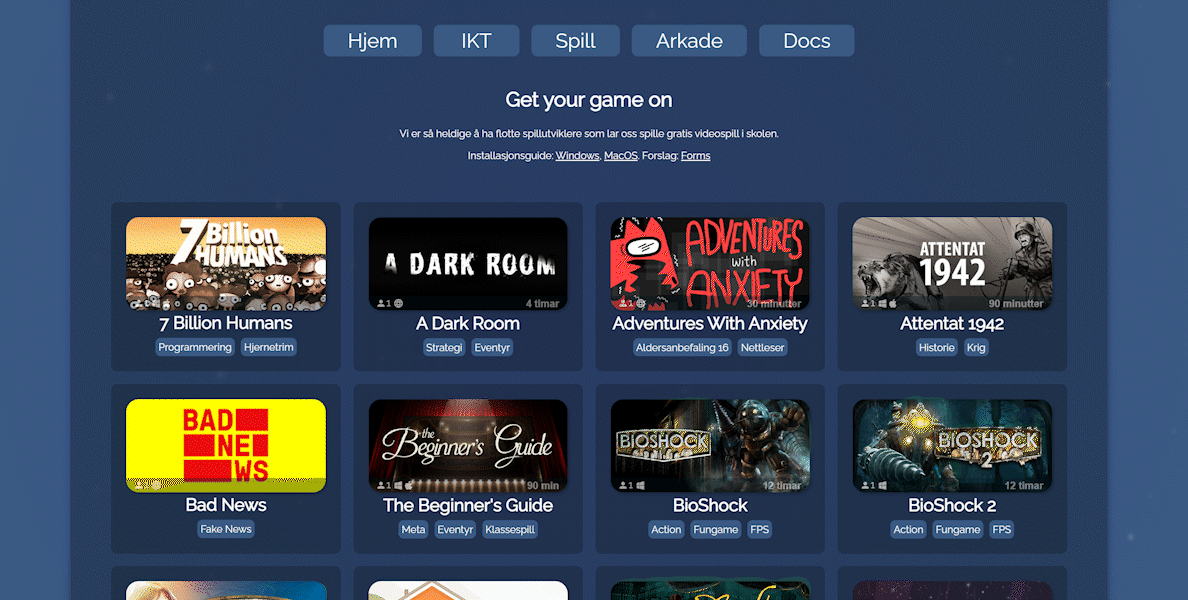 Hjem IKT Spill Arkade Docs
Get your game on
Vi er så heldige å ha flotte spillutviklere som lar oss spille gratis videospill i skolen.
Installasjonsguide: Windows, MacOS. Forslag: Forms
7 Billion HUMANS
1
7 Billion Humans
Programmering Hjernetrim
A DARK ROOM
1 4 timar
A Dark Room
Strategi Eventyr
ADVENTURES with ANXIETY
1 30 minutter
Adventures With Anxiety
Aldersanbefaling 16 Nettleser
ATTENTAT 1942
1 90 minutter
Attentat 1942
Historie Krig
BAD NEWS
1
Bad News
Fake News
the Beginner's Guide
1 90 min
The Beginner's Guide
Meta Eventyr Klassespill
BIOSHOCK
1 12 timar
BioShock
Action Fungame FPS
BIOSHOCK 2
1 12 timar
BioShock 2
Action Fungame FPS